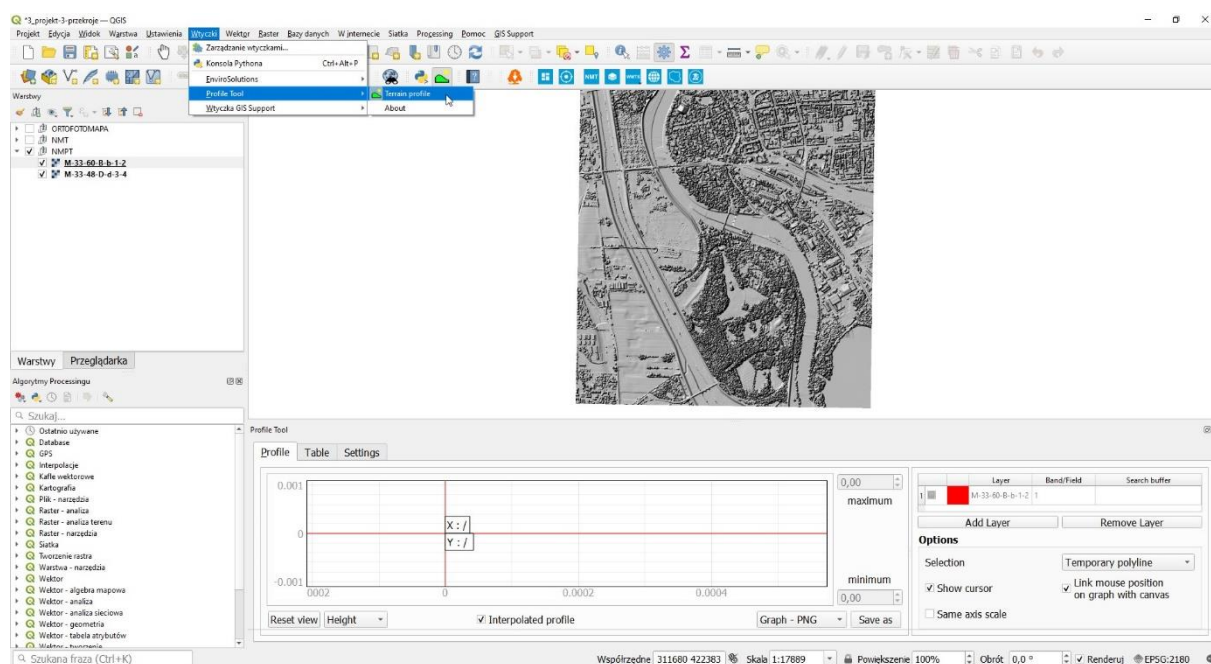 *3_projekt-3-przekroje — QGIS
Projekt Edycja Widok Warstwa Ustawienia Wtyczki Wektor Raster Bazy danych W internecie Siatka Processing Pomoc GIS Support
Zarządzanie wtyczkami...
Konsola Pythona Ctrl+Alt+P
EnviroSolutions
Profile Tool
Wtyczka GIS Support
Terrain profile
About
NMT
WMTS
Warstwy
ORTOFOTOMAPA
NMT
NMPT
M-33-60-B-b-1-2
M-33-48-D-d-3-4
Warstwy Przeglądarka
Algorytmy Processingu
Szukaj...
Ostatnio używane
Database
GPS
Interpolacje
Kafle wektorowe
Kartografia
Plik - narzędzia
Raster - analiza
Raster - analiza terenu
Raster - narzędzia
Siatka
Tworzenie rastra
Warstwa - narzędzia
Wektor
Wektor - algebra mapowa
Wektor - analiza
Wektor - analiza sieciowa
Wektor - geometria
Wektor - tabela atrybutów
Wektor - tworzenie
Profile Tool
Profile Table Settings
0.001
0
-0.001
X : /
Y : /
0002 0 0.0002 0.0004
0,00
maximum
minimum
0,00
Reset view Height Interpolated profile Graph - PNG Save as
Layer Band/Field Search buffer
1 M-33-60-B-b-1-2 1
Add Layer Remove Layer
Options
Selection Temporary polyline
Show cursor Link mouse position on graph with canvas
Same axis scale
Szukana fraza (Ctrl+K) Współrzędne 311680 422383 Skala 1:17889 Powiększenie 100% Obrót 0,0 ° Renderuj EPSG:2180